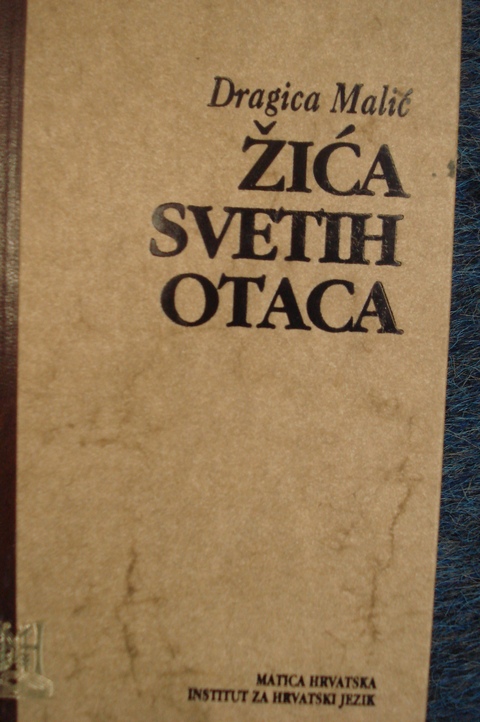 Dragica Malić
ŽIĆA
SVETIH
OTACA
MATICA HRVATSKA
INSTITUT ZA HRVATSKI JEZIK